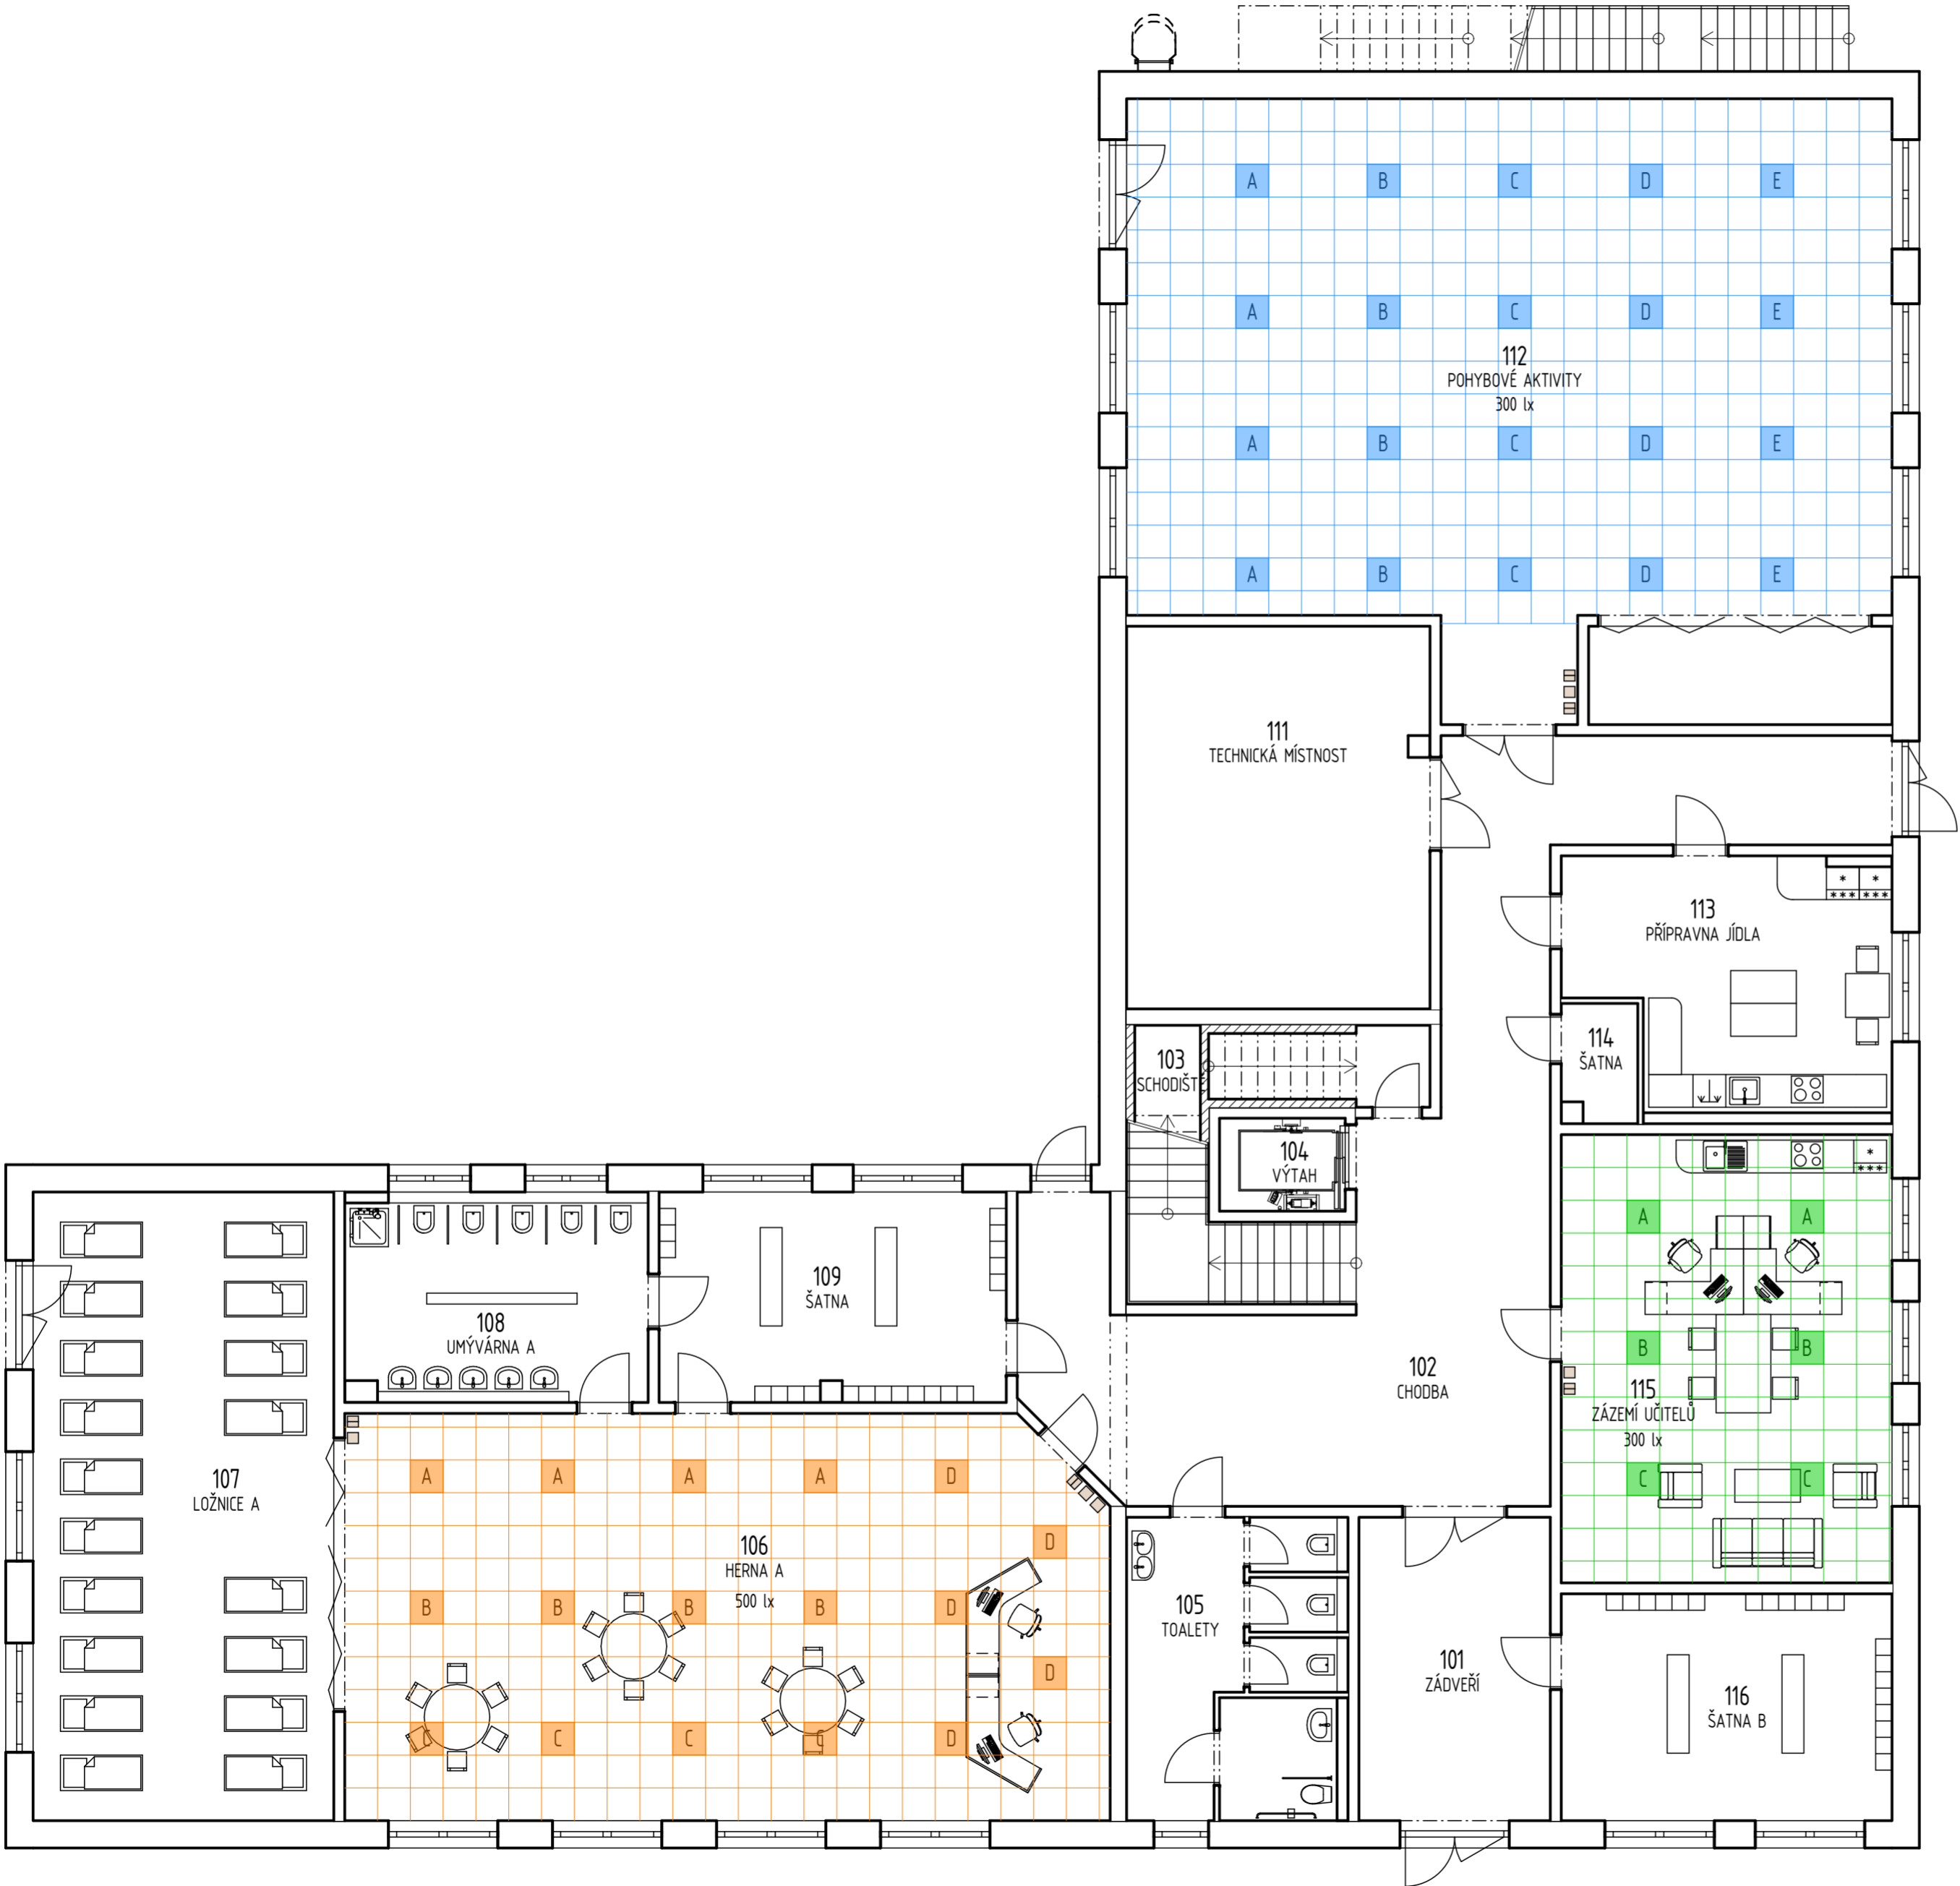 A B C D E
A B C D E
112
POHYBOVÉ AKTIVITY
300 lx
A B C D E
A B C D E
111
TECHNICKÁ MÍSTNOST
* *
*** ***
113
PŘÍPRAVNA JÍDLA
114
ŠATNA
103
SCHODIŠTĚ
104
VÝTAH
*
***
A A
B B
115
ZÁZEMÍ UČITELŮ
300 lx
C C
109
ŠATNA
108
UMÝVÁRNA A
102
CHODBA
107
LOŽNICE A
A A A A D
D
106
HERNA A
500 lx
B B B B D
D
C C C C D
105
TOALETY
101
ZÁDVEŘÍ
116
ŠATNA B